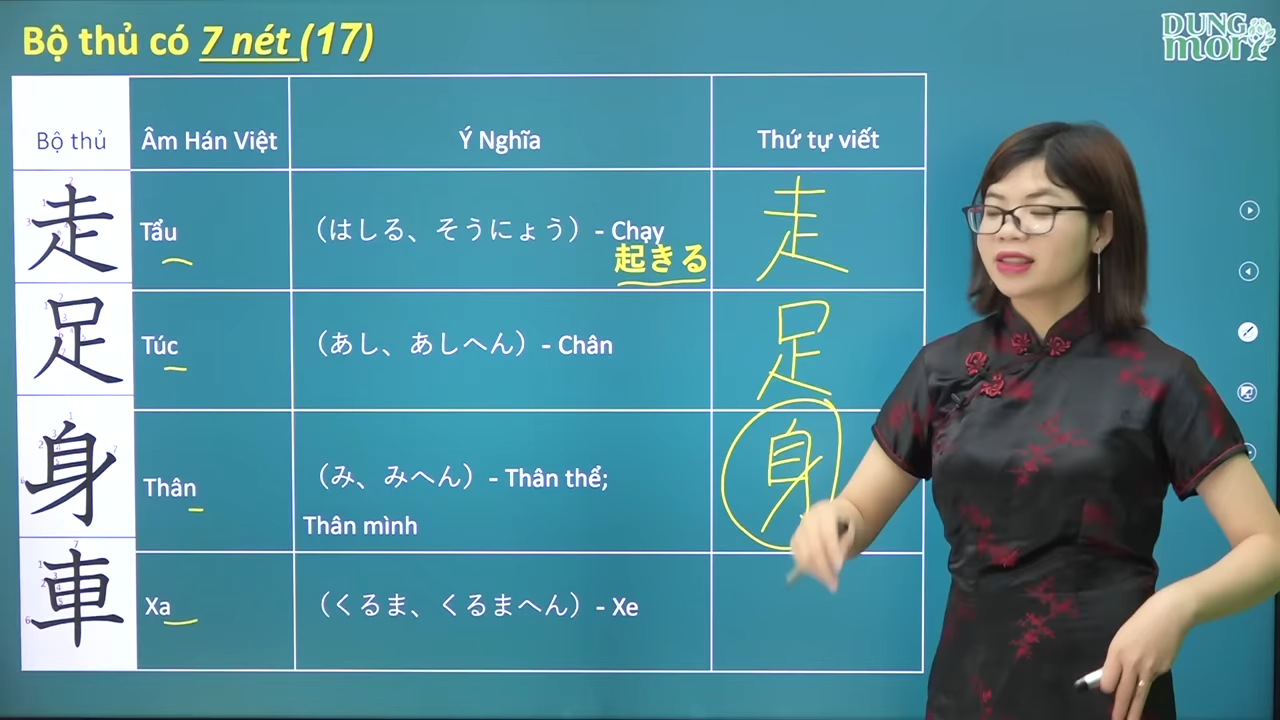 Bộ thủ có 7 nét (17)
DUNG
mori
Bộ thủ Âm Hán Việt Ý Nghĩa Thứ tự viết
走 Tẩu （はしる、そうにょう）- Chạy 走
起きる
足 Túc （あし、あしへん）- Chân 足
身 Thân （み、みへん）- Thân thể; 身
Thân mình
車 Xa （くるま、くるまへん）- Xe